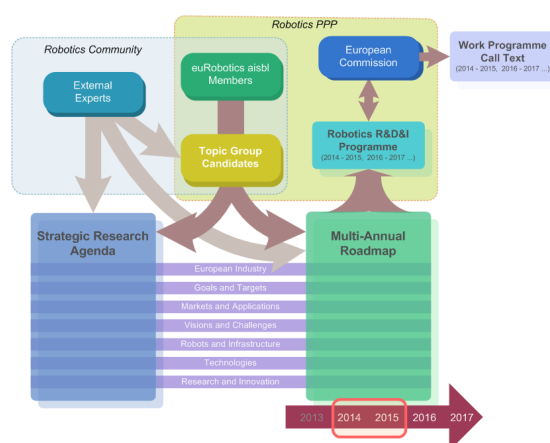 Robotics PPP
Robotics Community
External
Experts
euRobotics aisbl
Members
European
Commission
Work Programme
Call Text
(2014 - 2015, 2016 - 2017 ...)
Topic Group
Candidates
Robotics R&D&I
Programme
(2014 - 2015, 2016 - 2017 ...)
Strategic Research
Agenda
Multi-Annual
Roadmap
European Industry
Goals and Targets
Markets and Applications
Visions and Challenges
Robots and Infrastructure
Technologies
Research and Innovation
2013 2014 2015 2016 2017